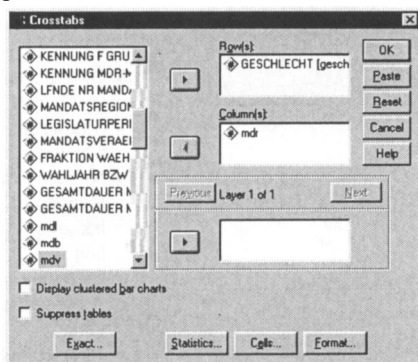 Crosstabs
KENNUNG F GRU
KENNUNG MDR-M
LFNDE NR MAND
MANDATSREGION
LEGISLATURPERI
MANDATSVERAEI
FRAKTION WAEH
WAHLJAHR BZW
GESAMTDAUER M
GESAMTDAUER M
mdl
mdb
mdv
Row(s):
GESCHLECHT [gesch
Column(s):
mdr
Previous Layer 1 of 1 Next
OK
Paste
Reset
Cancel
Help
Display clustered bar charts
Suppress tables
Exact... Statistics... Cells... Format...